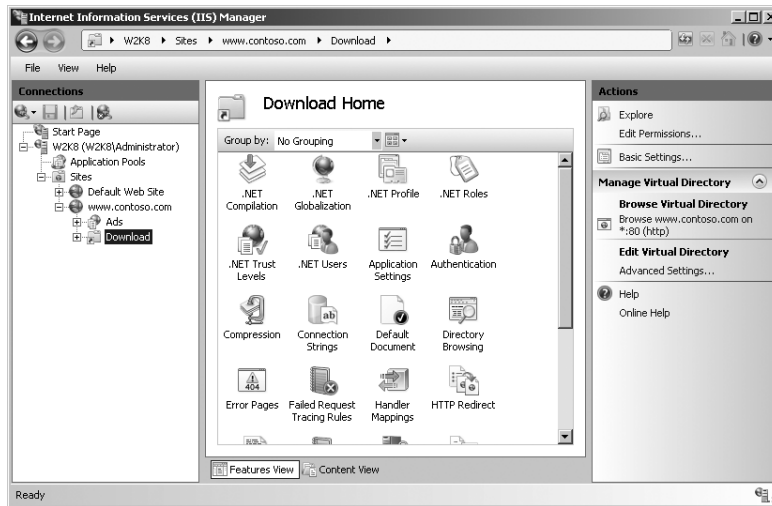 Internet Information Services (IIS) Manager
W2K8 Sites www.contoso.com Download
File View Help
Connections
Start Page
W2K8 (W2K8\Administrator)
Application Pools
Sites
Default Web Site
www.contoso.com
Ads
Download
Download Home
Group by: No Grouping
.NET Compilation
.NET Globalization
.NET Profile
.NET Roles
.NET Trust Levels
.NET Users
Application Settings
Authentication
Compression
Connection Strings
ab
Default Document
Directory Browsing
404
Error Pages
Failed Request Tracing Rules
Handler Mappings
HTTP Redirect
Features View
Content View
Actions
Explore
Edit Permissions...
Basic Settings...
Manage Virtual Directory
Browse Virtual Directory
Browse www.contoso.com on
*:80 (http)
Edit Virtual Directory
Advanced Settings...
Help
Online Help
Ready